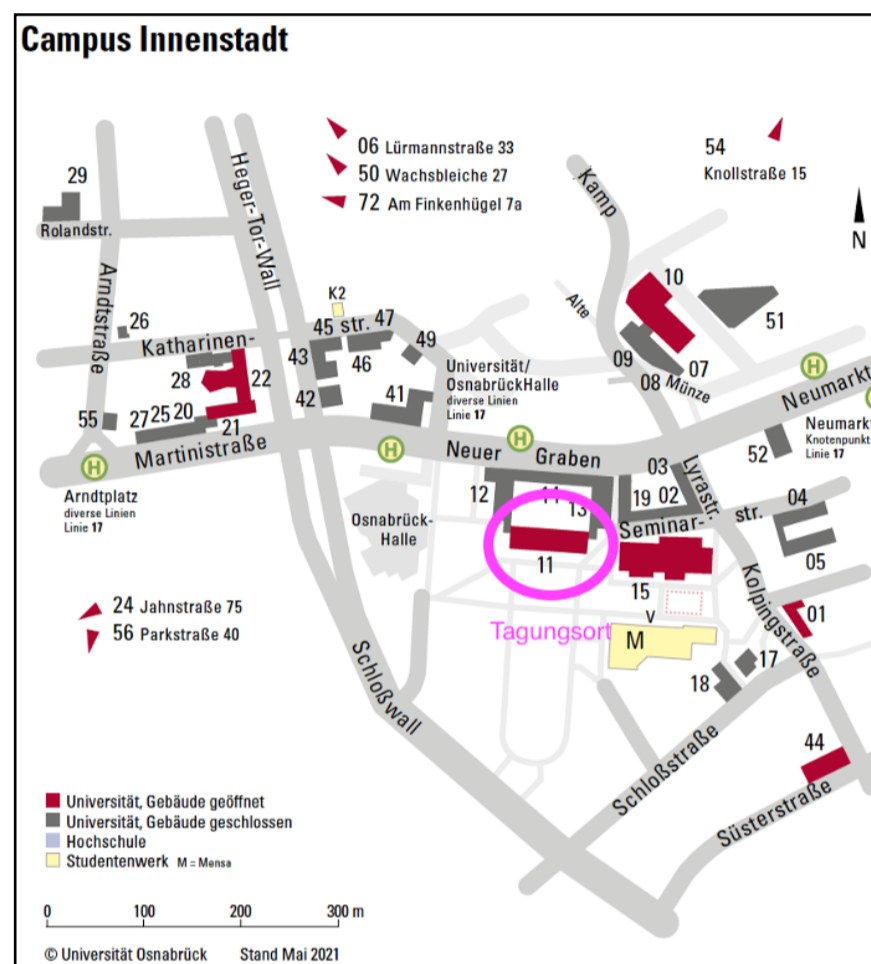 Campus Innenstadt
06 Lürmannstraße 33
50 Wachsbleiche 27
72 Am Finkenhügel 7a
54
Knollstraße 15
N
29
Rolandstr.
Arndtstraße
Heger-Tor-Wall
Kamp
Alte
Münze
10
51
09
08
07
K2
26
Katharinen-
str.
45
47
43
46
49
42
41
28
22
55
27
25
20
21
Martinistraße
H
Arndtplatz
diverse Linien
Linie 17
H
Universität/
OsnabrückHalle
diverse Linien
Linie 17
H
Neuer
Graben
H
Neumarkt
Neumarkt
Knotenpunkt
Linie 17
52
Lyrastr.
03
19
02
12
14
13
11
Osnabrück-
Halle
Seminar-
str.
04
05
15
V
Tagungsort
M
01
Kolpingstraße
17
18
44
Schloßwall
Schloßstraße
Süsterstraße
24 Jahnstraße 75
56 Parkstraße 40
Universität, Gebäude geöffnet
Universität, Gebäude geschlossen
Hochschule
Studentenwerk M = Mensa
0 100 200 300 m
© Universität Osnabrück Stand Mai 2021